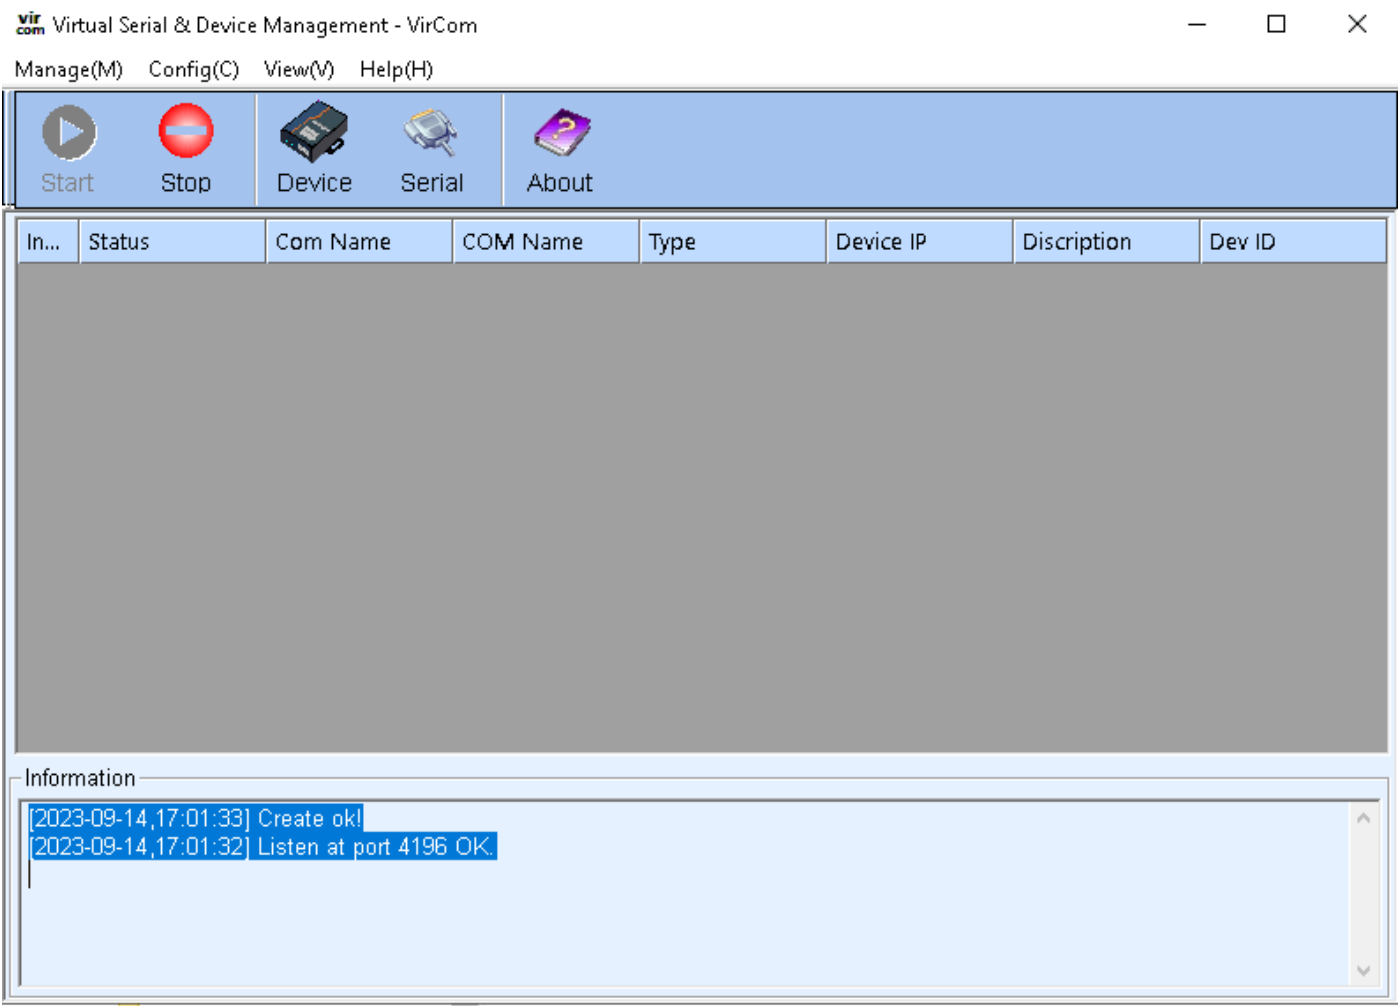 vir com Virtual Serial & Device Management - VirCom
Manage(M) Config(C) View(V) Help(H)
Start Stop Device Serial About
In... Status Com Name COM Name Type Device IP Discription Dev ID
Information
[2023-09-14,17:01:33] Create ok!
[2023-09-14,17:01:32] Listen at port 4196 OK.